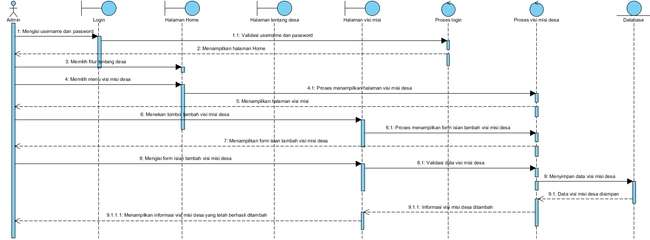 Admin
Login
Halaman Home
Halaman tentang desa
Halaman visi misi
Proses login
Proses visi misi desa
Database
1: Mengisi username dan password
1.1: Validasi username dan password
2: Menampilkan halaman Home
3: Memilih fitur tentang desa
4: Memilih menu visi misi desa
4.1: Proses menampilkan halaman visi misi desa
5: Menampilkan halaman visi misi
6: Menekan tombol tambah visi misi desa
6.1: Proses menampilkan form isian tambah visi misi desa
7: Menampilkan form isian tambah visi misi desa
8: Mengisi form isian tambah visi misi desa
8.1: Validasi data visi misi desa
9: Menyimpan data visi misi desa
9.1: Data visi misi desa disimpan
9.1.1: Informasi visi misi desa ditambah
9.1.1.1: Menampilkan informasi visi misi desa yang telah berhasil ditambah